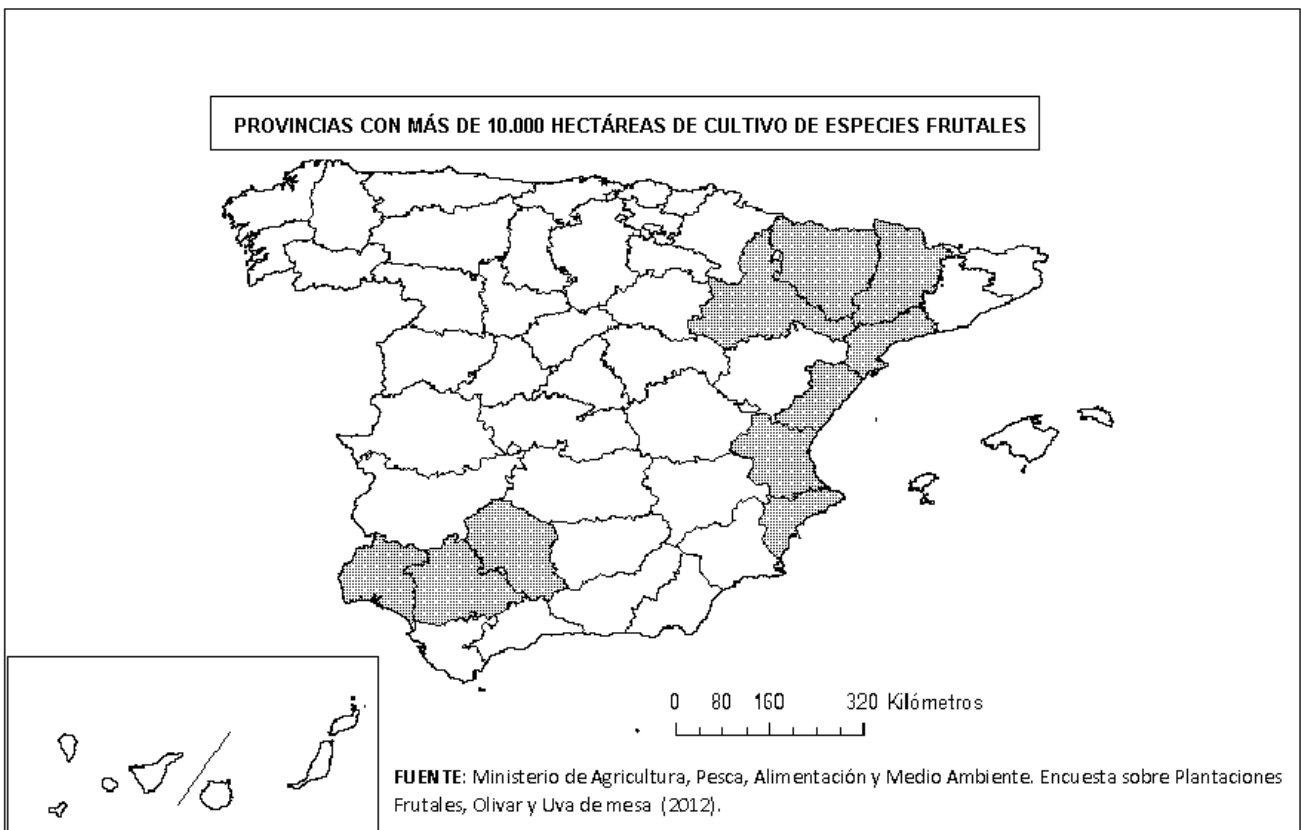 PROVINCIAS CON MÁS DE 10.000 HECTÁREAS DE CULTIVO DE ESPECIES FRUTALES
0 80 160 320 Kilómetros
FUENTE: Ministerio de Agricultura, Pesca, Alimentación y Medio Ambiente. Encuesta sobre Plantaciones
Frutales, Olivar y Uva de mesa (2012).